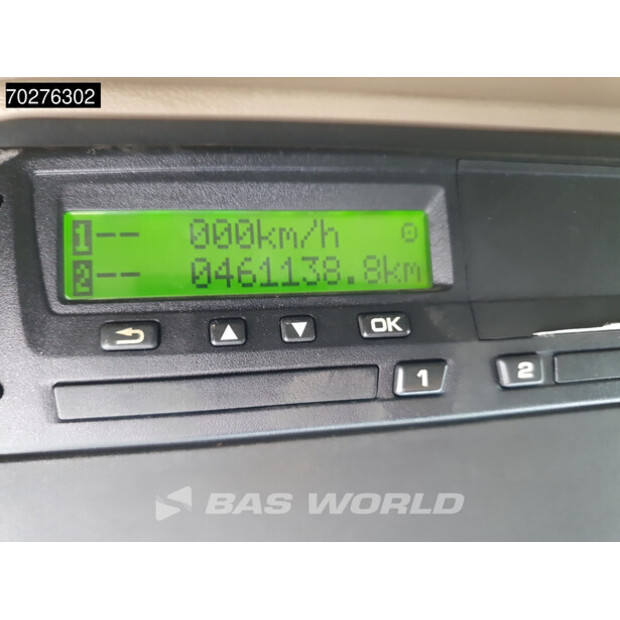 70276302
1-- 000km/h
2-- 0461138.8km
OK
1
2
BAS WORLD